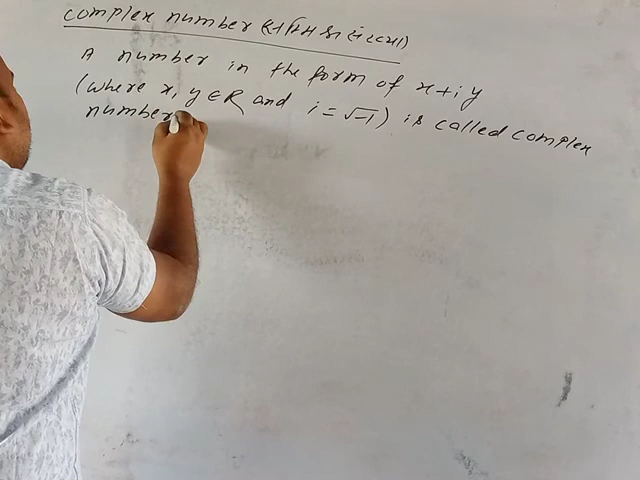 complex number
A number in the form of x+iy
(where x, y ∈ R and i = √-1) is called complex
number